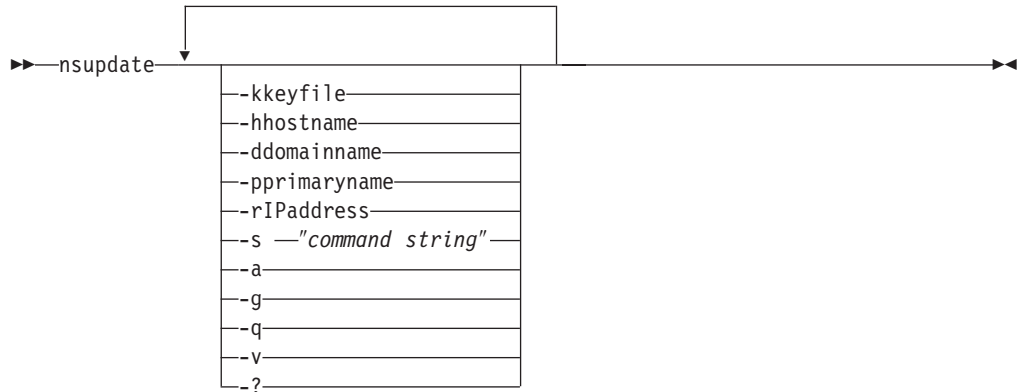 nsupdate
-kkeyfile
-hhostname
-ddomainname
-pprimaryname
-rIPaddress
-s "command string"
-a
-g
-q
-v
-?